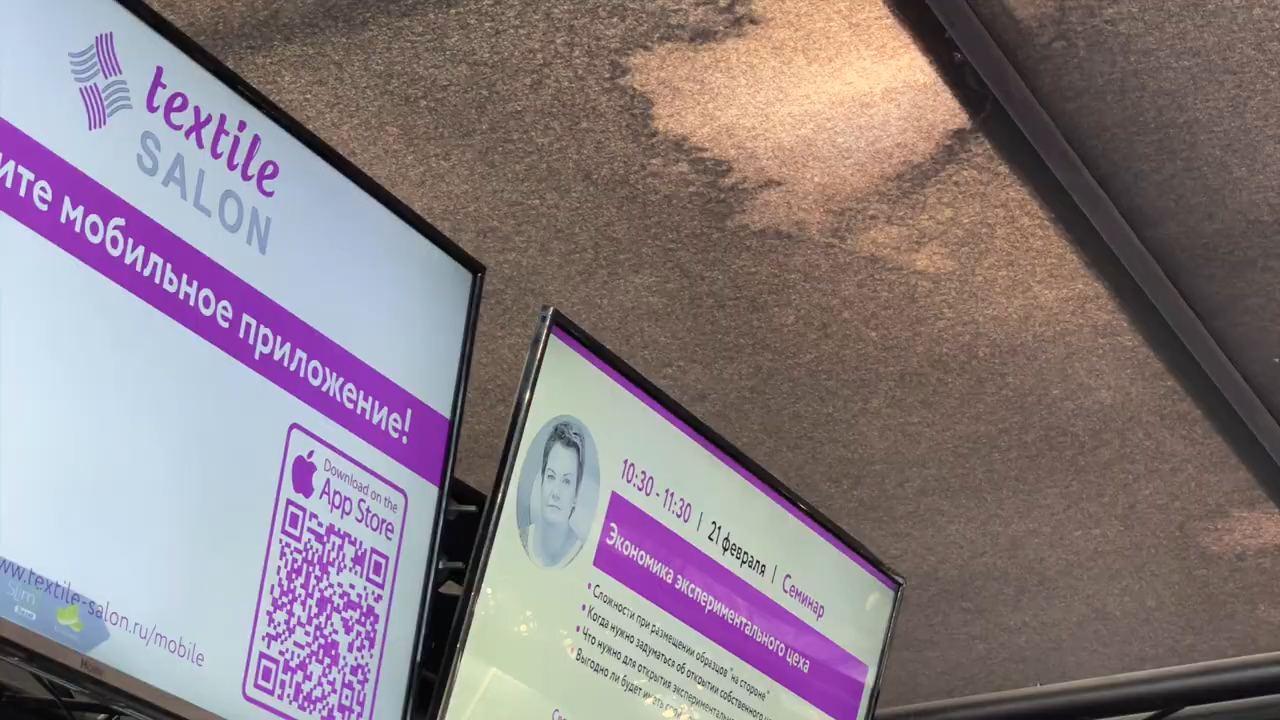 textile
SALON
мобильное приложение!
Download on the
App Store
www.textile-salon.ru/mobile
10:30 - 11:30 | 21 февраля | Семинар
Экономика экспериментального цеха
• Сложности при размещении образцов "на стороне"
• Когда нужно задуматься об открытии собственного
• Что нужно для открытия
Выгодно ли будет иметь